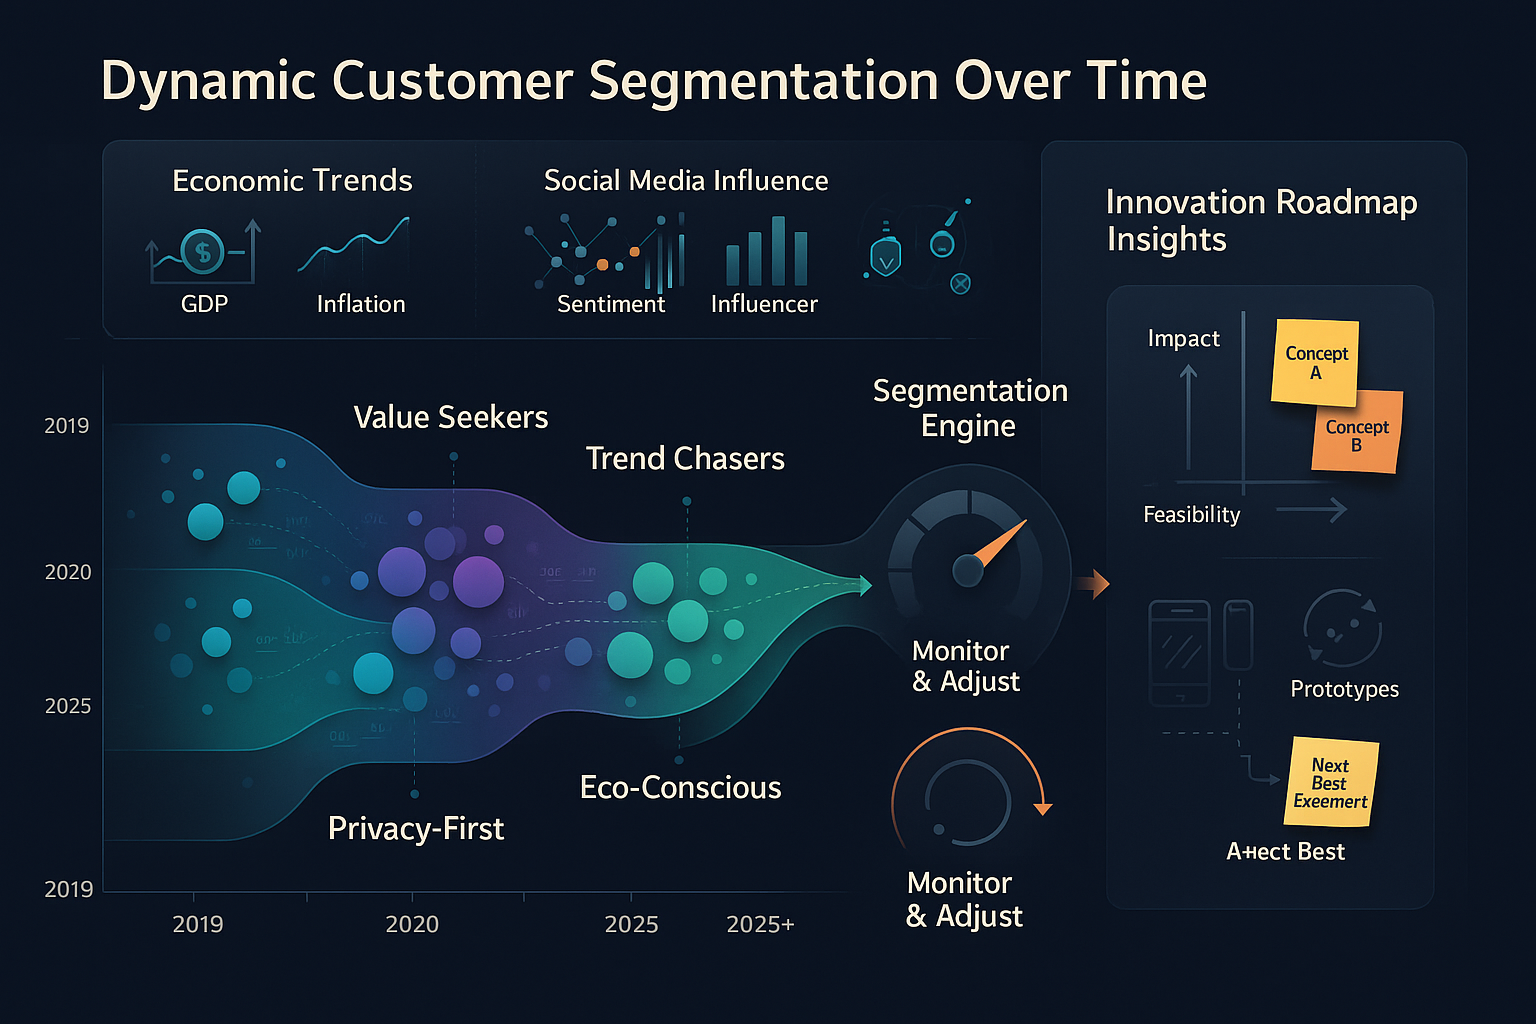 Dynamic Customer Segmentation Over Time
Economic Trends
GDP
Inflation
Social Media Influence
Sentiment
Influencer
Innovation Roadmap
Insights
Impact
Feasibility
Concept
A
Concept
B
Prototypes
Next
Best
Exeemert
Best
Segmentation
Engine
Monitor
& Adjust
Monitor
& Adjust
Value Seekers
Trend Chasers
Privacy-First
Eco-Conscious
2019
2020
2025
2019
2019
2020
2025
2025+